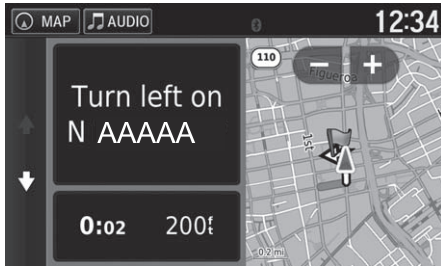 MAP AUDIO 12:34
Turn left on
N AAAAA
0:02 200ft
110
Figueroa
1st
0.2 mi